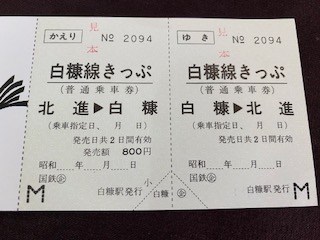 かえり
見本
№ 2094
白糠線きっぷ
(普通乗車券)
北進▶白糠
(乗車指定日、 月 日)
発売日共2日間有効
発売額 800円
昭和 年 月 日
国鉄
白糠駅発行
M
小
白糠
ゆき
見本
№ 2094
白糠線きっぷ
(普通乗車券)
白糠▶北進
(乗車指定日、 月 日)
発売日共2日間有効
昭和 年 月 日
国鉄
白糠駅発行
M